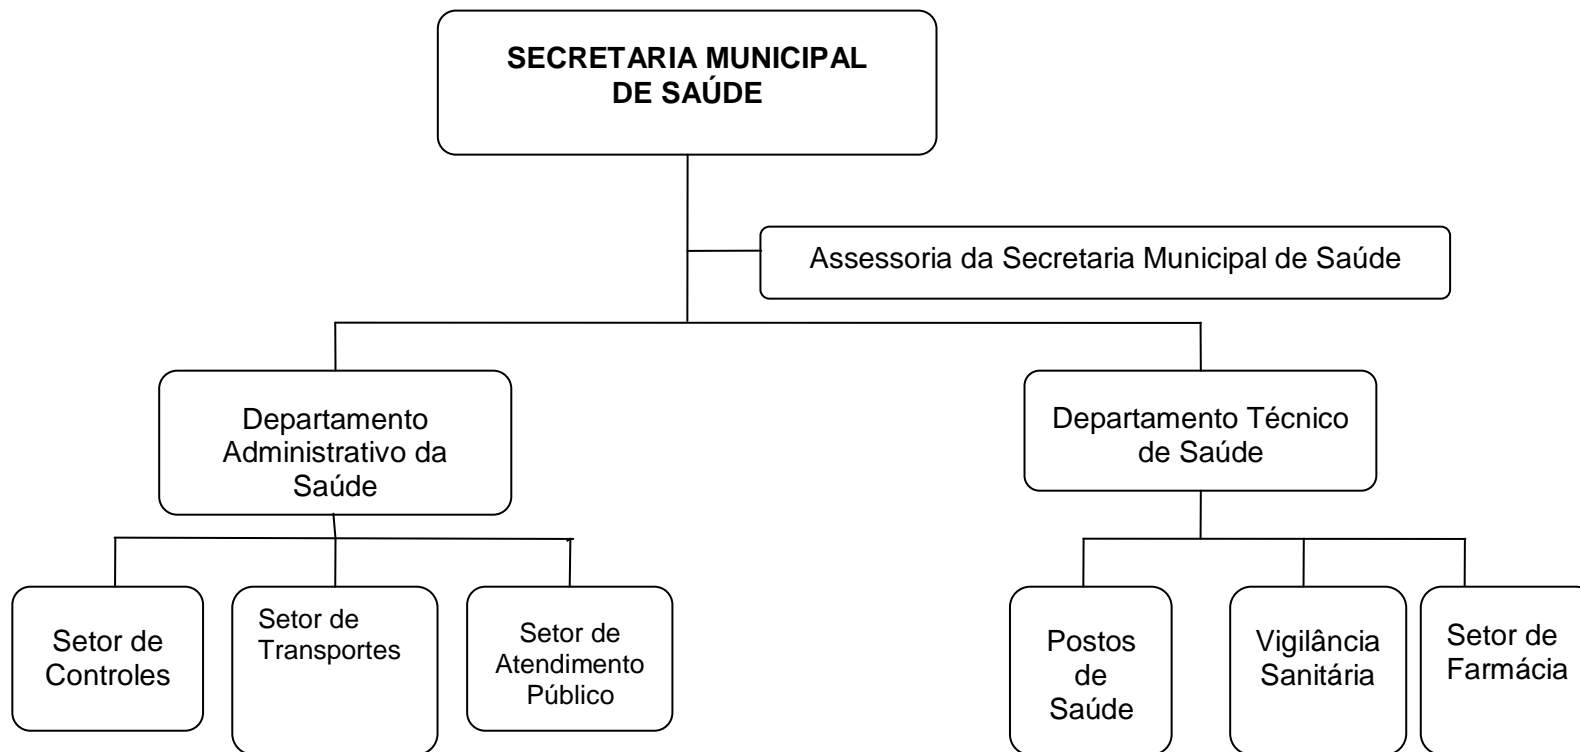 SECRETARIA MUNICIPAL
DE SAÚDE
Assessoria da Secretaria Municipal de Saúde
Departamento
Administrativo da
Saúde
Departamento Técnico
de Saúde
Setor de
Controles
Setor de
Transportes
Setor de
Atendimento
Público
Postos
de
Saúde
Vigilância
Sanitária
Setor de
Farmácia